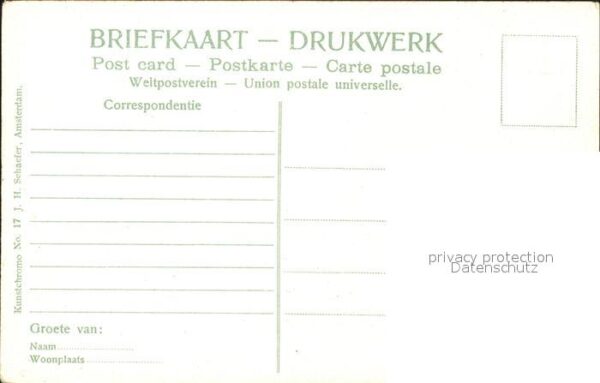 BRIEFKAART — DRUKWERK
Post card — Postkarte — Carte postale
Weltpostverein — Union postale universelle.
Correspondentie
Kunstchromo No. 17 J. H. Schaefer, Amsterdam.
privacy protection
Datenschutz
Groete van:
Naam
Woonplaats